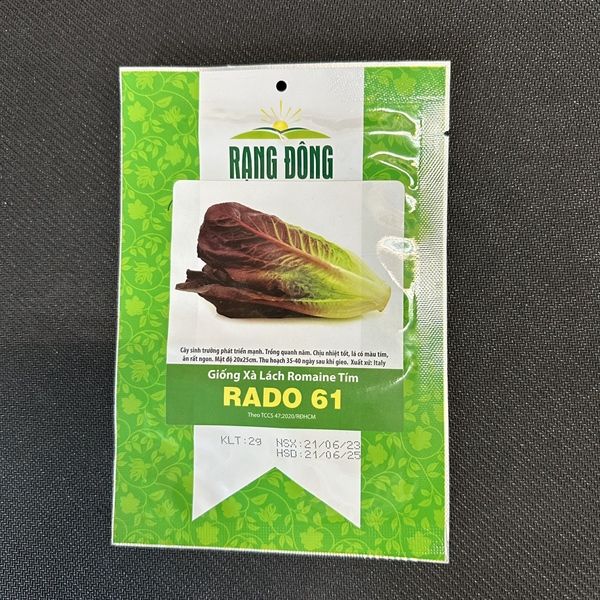 RẠNG ĐÔNG
Cây sinh trưởng phát triển mạnh. Trồng quanh năm. Chịu nhiệt tốt, lá có màu tím,
ăn rất ngon. Mật độ 20x25cm. Thu hoạch 35-40 ngày sau khi gieo. Xuất xứ: Italy
Giống Xà Lách Romaine Tím
RADO 61
Theo TCCS 47:2020/RĐHCM
KLT:2g NSX:21/06/23
HSD:21/06/25